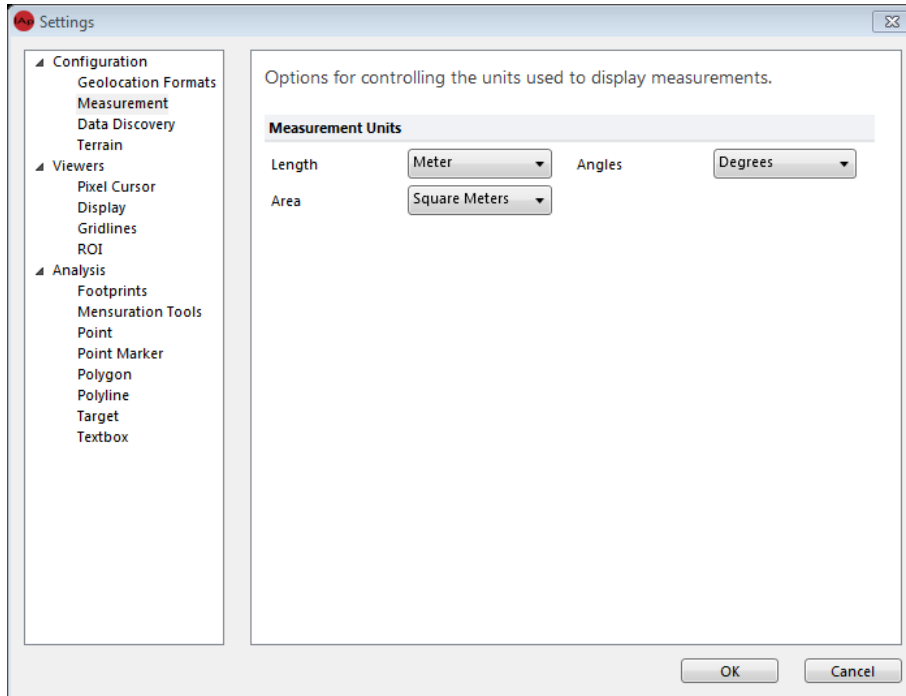 IAp Settings
Configuration
Geolocation Formats
Measurement
Data Discovery
Terrain
Viewers
Pixel Cursor
Display
Gridlines
ROI
Analysis
Footprints
Mensuration Tools
Point
Point Marker
Polygon
Polyline
Target
Textbox
Options for controlling the units used to display measurements.
Measurement Units
Length Meter Angles Degrees
Area Square Meters
OK Cancel